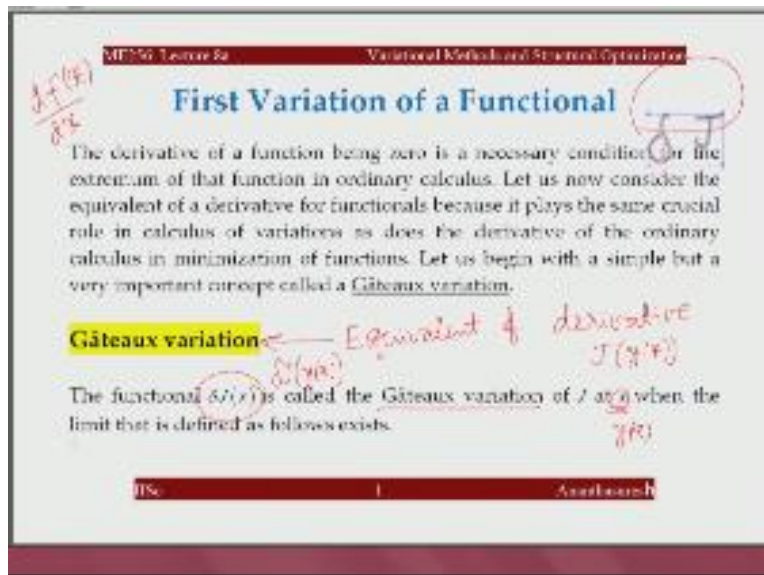 ME256 Lecture 8a Variational Methods and Structural Optimization
First Variation of a Functional
δ J
The derivative of a function being zero is a necessary condition for the
extremum of that function in ordinary calculus. Let us now consider the
equivalent of a derivative for functionals because it plays the same crucial
role in calculus of variations as does the derivative of the ordinary
calculus in minimization of functions. Let us begin with a simple but a
very important concept called a Gâteaux variation.
Gâteaux variation Equivalent of derivative
The functional δJ(x) is called the Gâteaux variation of J at x when the
limit that is defined as follows exists.
y(x)
IISc 1 Ananthasuresh